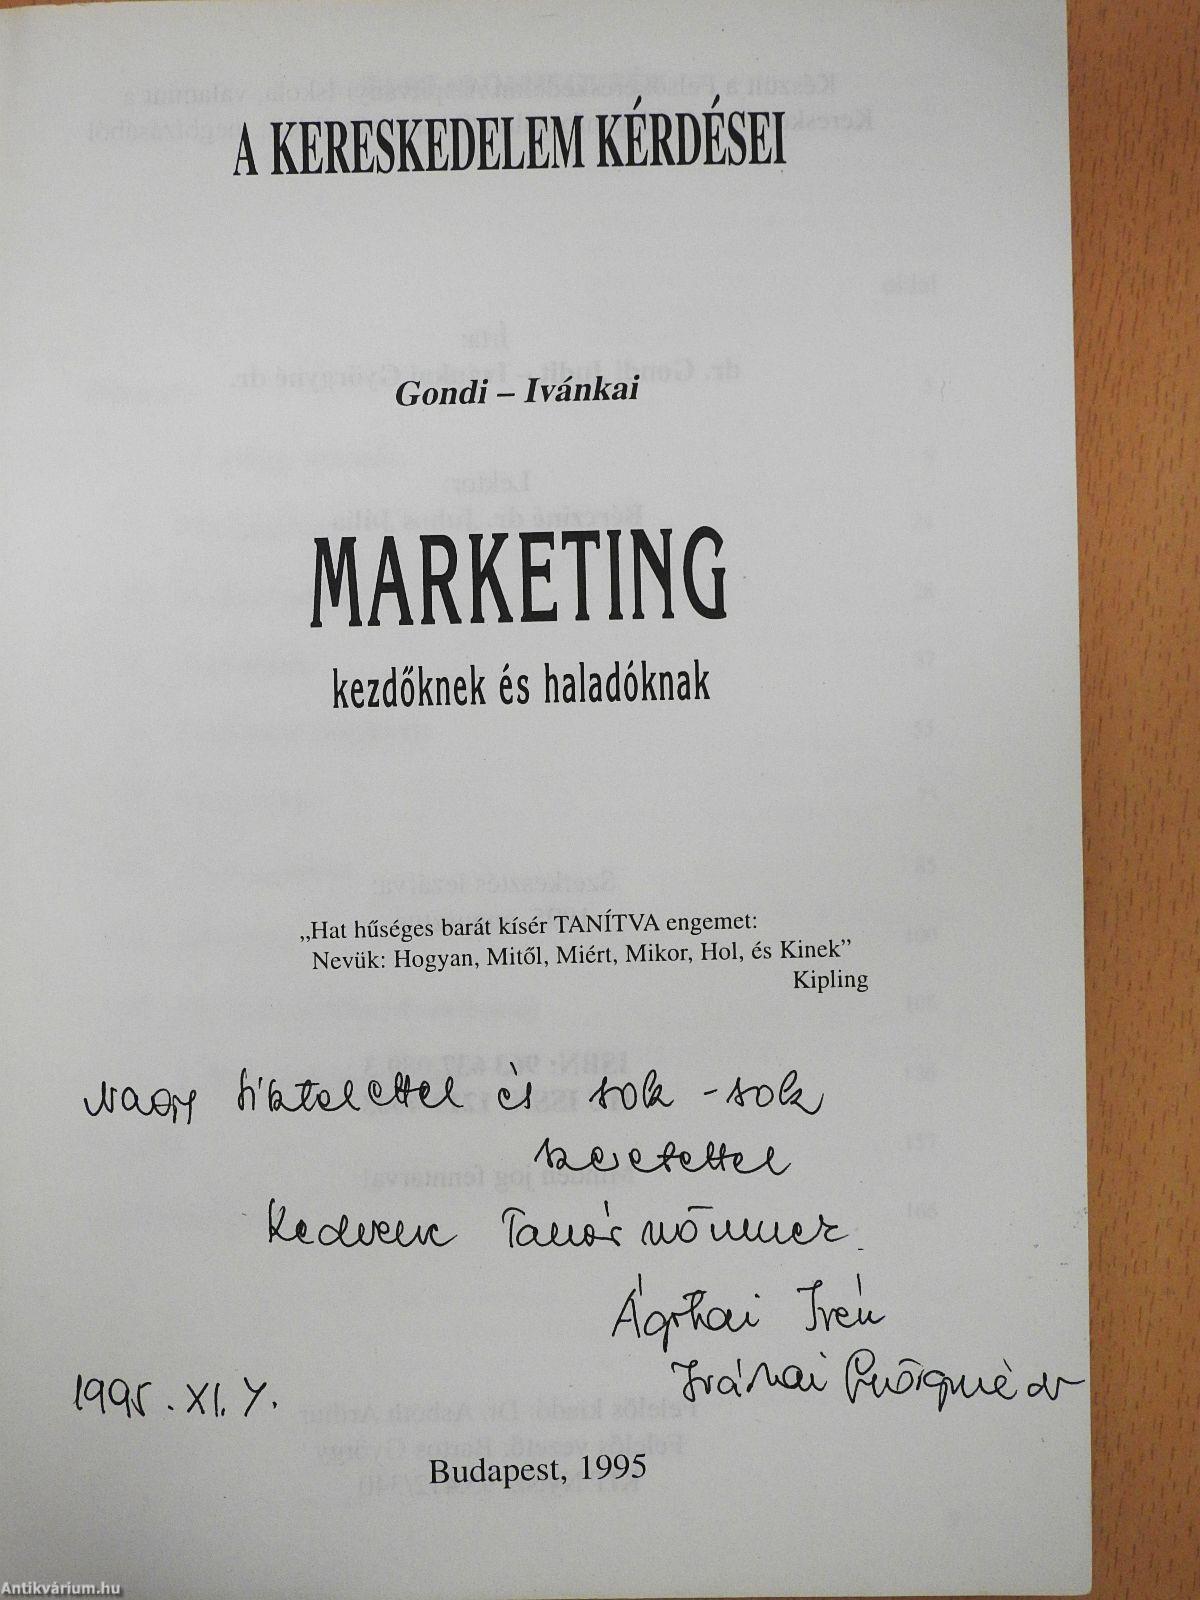 A KERESKEDELEM KÉRDÉSEI
Gondi – Ivánkai
MARKETING
kezdőknek és haladóknak
„Hat hűséges barát kísér TANÍTVA engemet:
Nevük: Hogyan, Mitől, Miért, Mikor, Hol, és Kinek”
Kipling
Nagy tisztelettel és sok-sok
szeretettel
Kedvenc Tanárnőmnek
Irén
Ivánkai Györgyné dr
1995. XI. 7.
Budapest, 1995
Antikvárium.hu